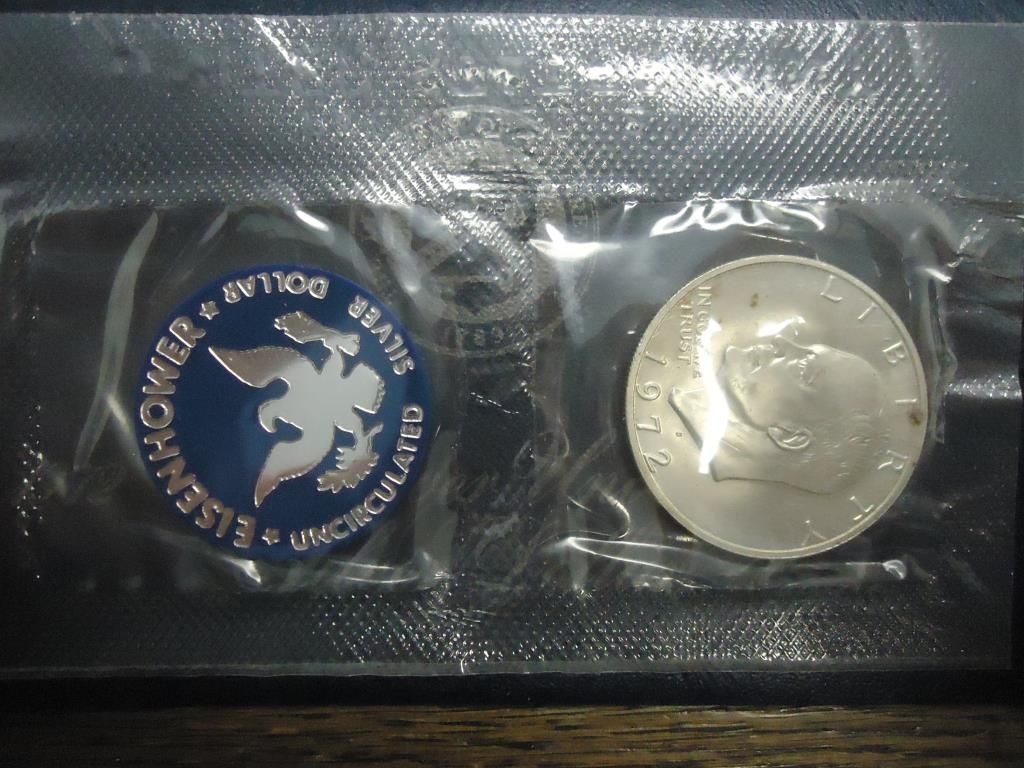 EISENHOWER
UNCIRCULATED
SILVER DOLLAR
LIBERTY
IN GOD WE
TRUST
1972